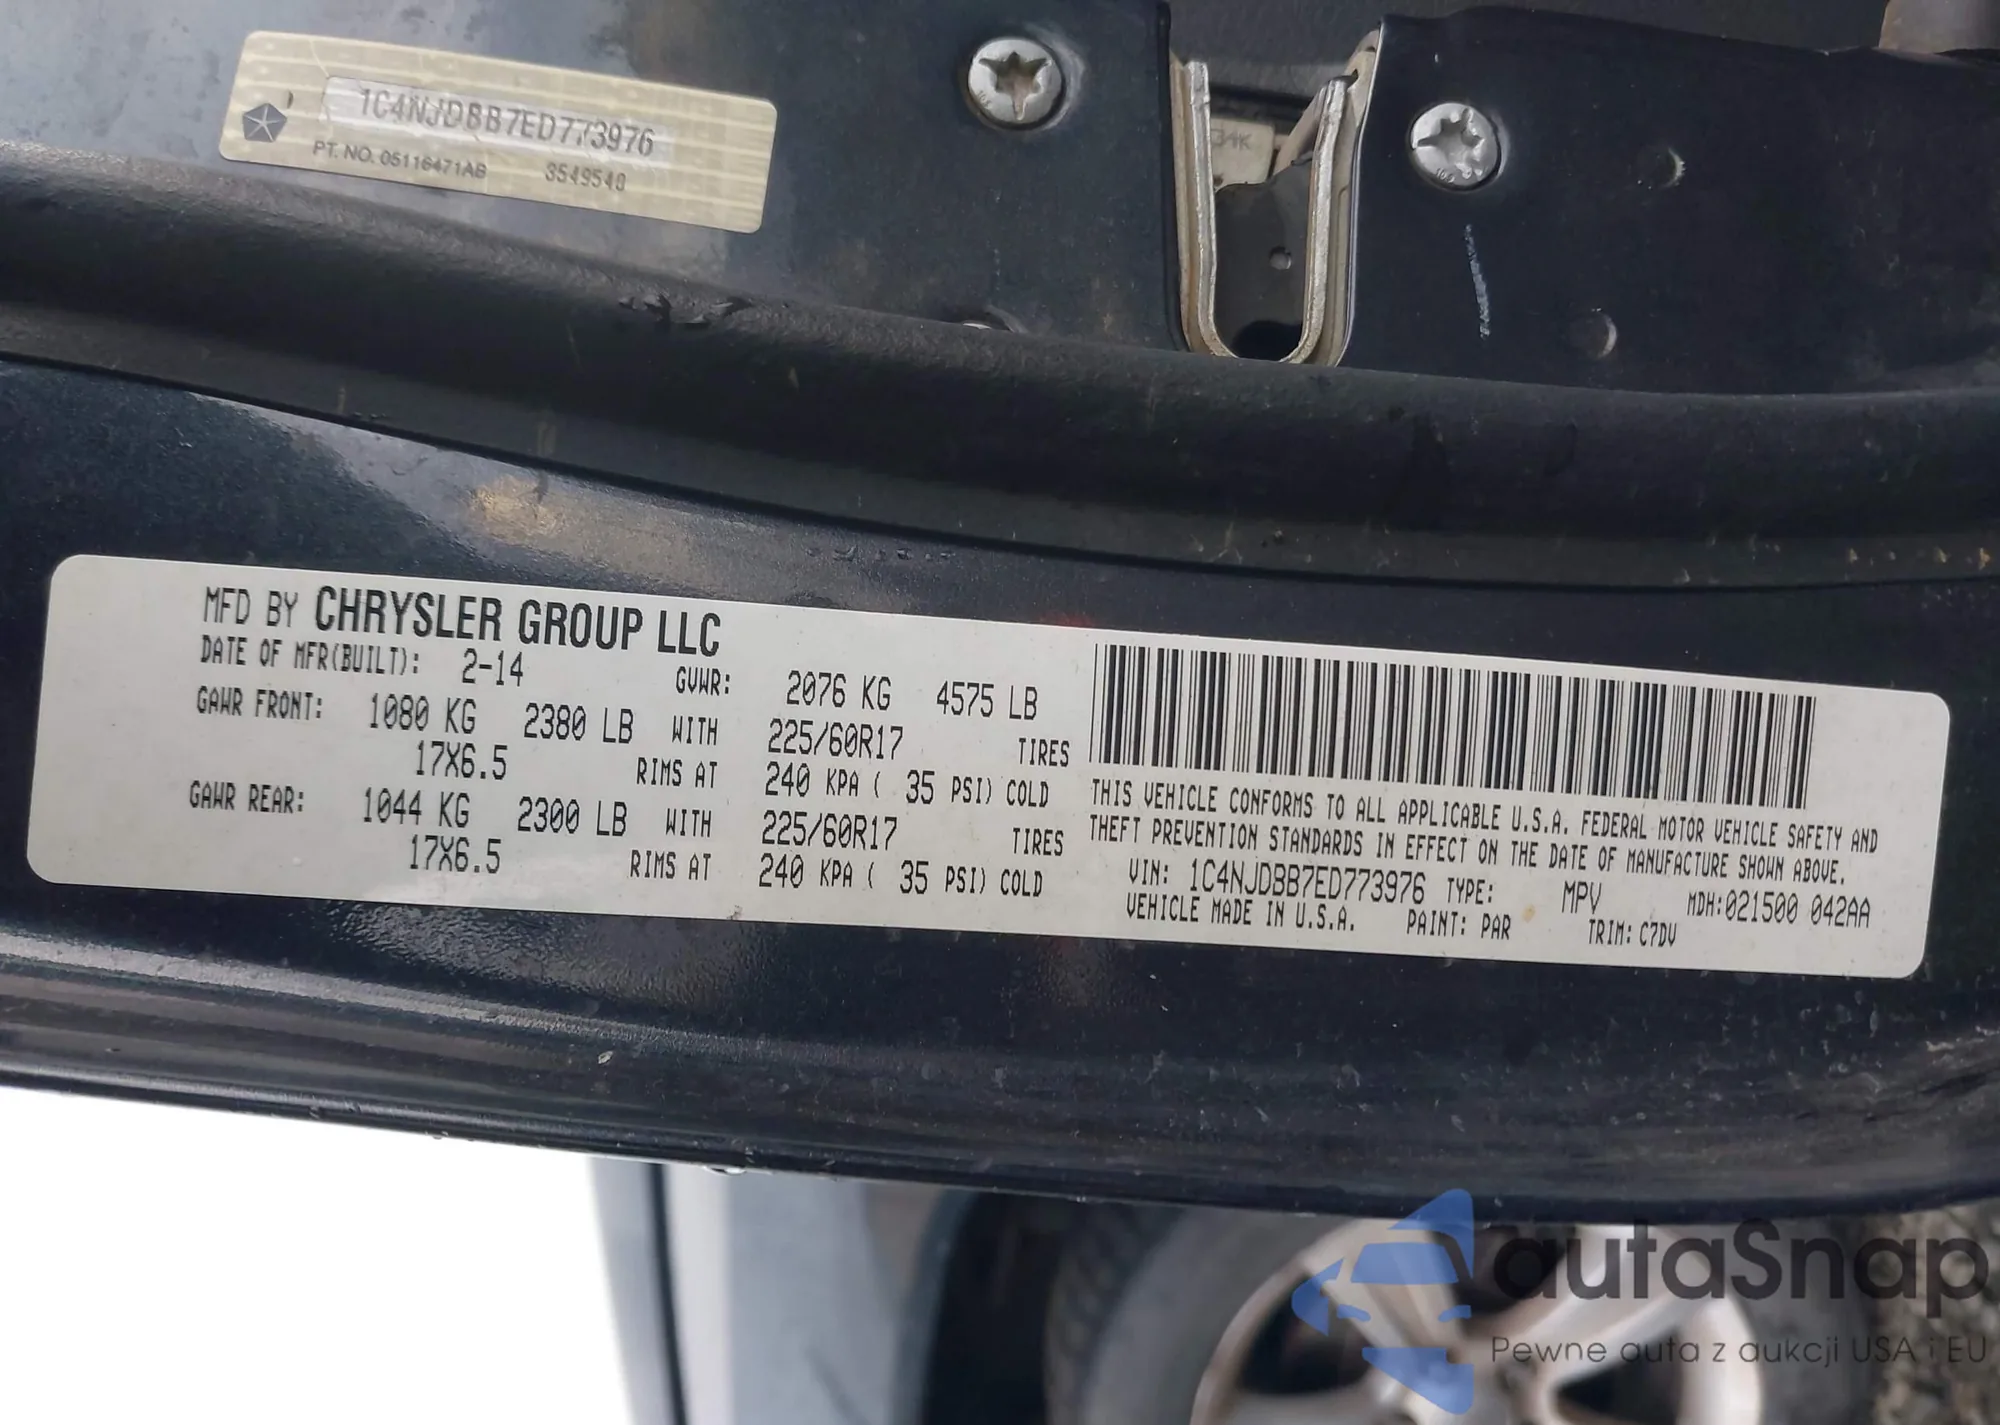 1C4NJDBB7ED773976
PT. NO. 05116471AB 3549540
MFD BY CHRYSLER GROUP LLC
DATE OF MFR(BUILT): 2-14 GVWR: 2076 KG 4575 LB
GAWR FRONT: 1080 KG 2380 LB WITH 225/60R17 TIRES
17X6.5 RIMS AT 240 KPA ( 35 PSI) COLD
GAWR REAR: 1044 KG 2300 LB WITH 225/60R17 TIRES
17X6.5 RIMS AT 240 KPA ( 35 PSI) COLD
THIS VEHICLE CONFORMS TO ALL APPLICABLE U.S.A. FEDERAL MOTOR VEHICLE SAFETY AND
THEFT PREVENTION STANDARDS IN EFFECT ON THE DATE OF MANUFACTURE SHOWN ABOVE.
VIN: 1C4NJDBB7ED773976 TYPE: MPV MDH:021500 042AA
VEHICLE MADE IN U.S.A. PAINT: PAR TRIM: C7DV
autaSnap
Pewne auta z aukcji USA i EU